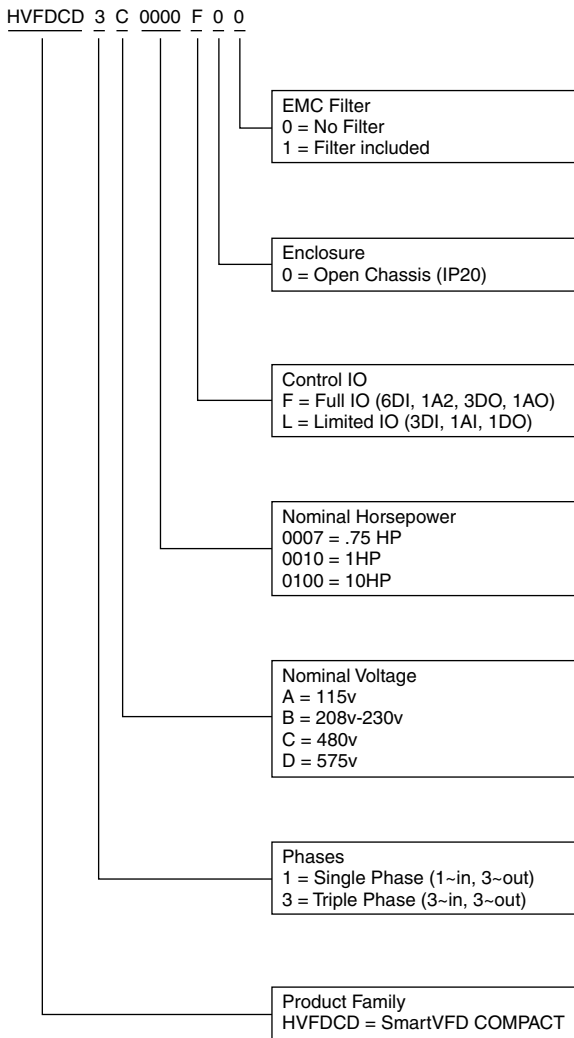 HVFDCD 3 C 0000 F 0 0
EMC Filter
0 = No Filter
1 = Filter included
Enclosure
0 = Open Chassis (IP20)
Control IO
F = Full IO (6DI, 1A2, 3DO, 1AO)
L = Limited IO (3DI, 1AI, 1DO)
Nominal Horsepower
0007 = .75 HP
0010 = 1HP
0100 = 10HP
Nominal Voltage
A = 115v
B = 208v-230v
C = 480v
D = 575v
Phases
1 = Single Phase (1~in, 3~out)
3 = Triple Phase (3~in, 3~out)
Product Family
HVFDCD = SmartVFD COMPACT